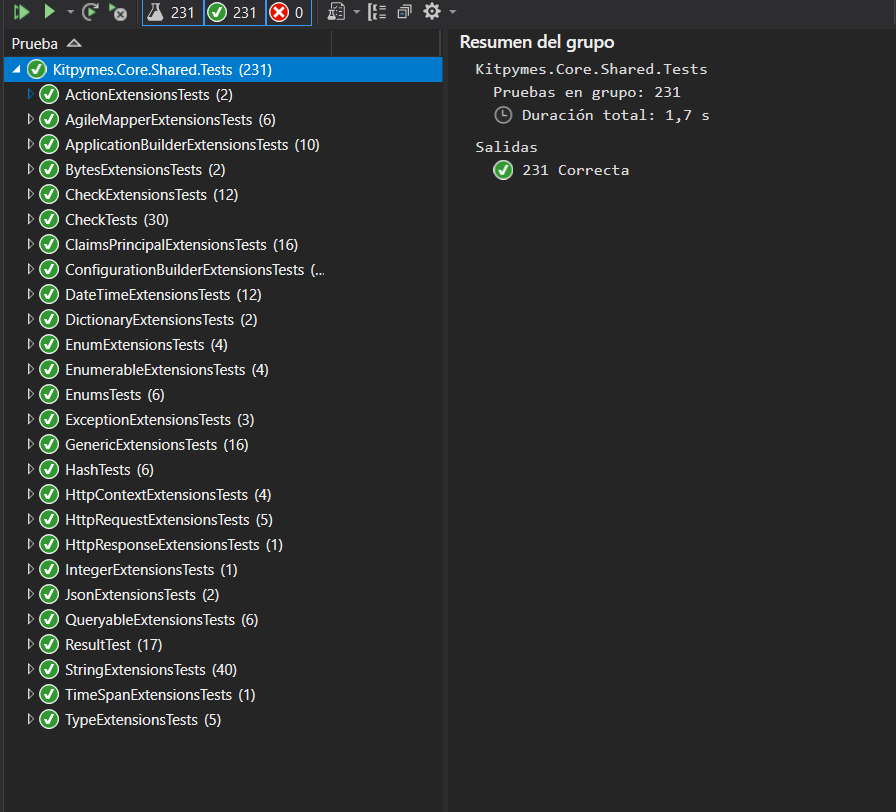 231 231 0
Prueba
Kitpymes.Core.Shared.Tests (231)
ActionExtensionsTests (2)
AgileMapperExtensionsTests (6)
ApplicationBuilderExtensionsTests (10)
BytesExtensionsTests (2)
CheckExtensionsTests (12)
CheckTests (30)
ClaimsPrincipalExtensionsTests (16)
ConfigurationBuilderExtensionsTests (...
DateTimeExtensionsTests (12)
DictionaryExtensionsTests (2)
EnumExtensionsTests (4)
EnumerableExtensionsTests (4)
EnumsTests (6)
ExceptionExtensionsTests (3)
GenericExtensionsTests (16)
HashTests (6)
HttpContextExtensionsTests (4)
HttpRequestExtensionsTests (5)
HttpResponseExtensionsTests (1)
IntegerExtensionsTests (1)
JsonExtensionsTests (2)
QueryableExtensionsTests (6)
ResultTest (17)
StringExtensionsTests (40)
TimeSpanExtensionsTests (1)
TypeExtensionsTests (5)
Resumen del grupo
Kitpymes.Core.Shared.Tests
Pruebas en grupo: 231
Duración total: 1,7 s
Salidas
231 Correcta